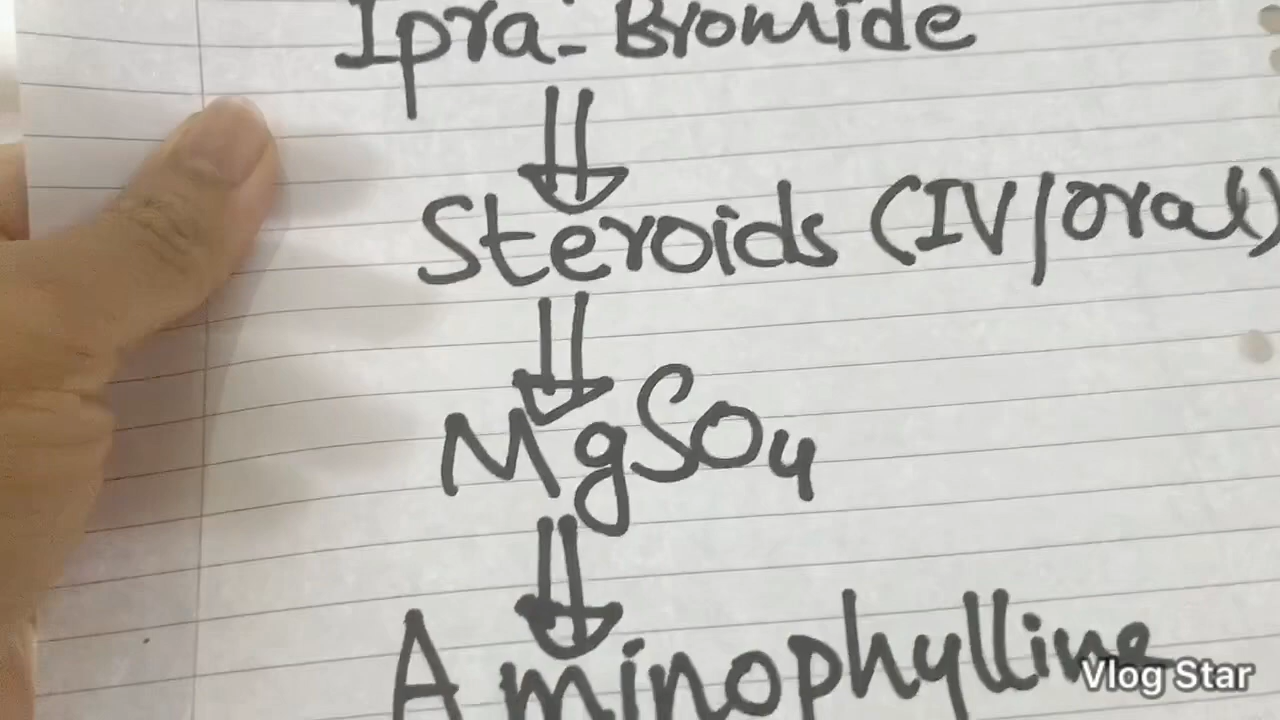 Ipra- Bromide
Steroids (IV/oral)
MgSO₄
Aminophylline
Vlog Star